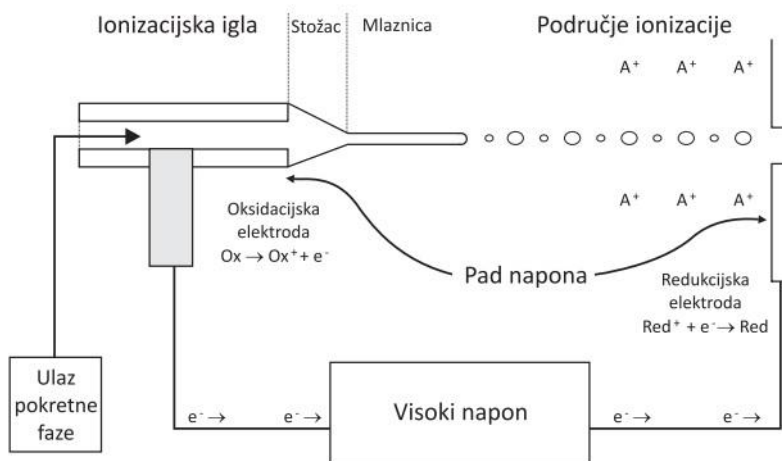 Ionizacijska igla
Stožac
Mlaznica
Područje ionizacije
A⁺ A⁺ A⁺
Oksidacijska
elektroda
Ox → Ox⁺ + e⁻
A⁺ A⁺ A⁺
Pad napona
Redukcijska
elektroda
Red⁺ + e⁻ → Red
Ulaz
pokretne
faze
e⁻ → e⁻ →
Visoki napon
e⁻ → e⁻ →